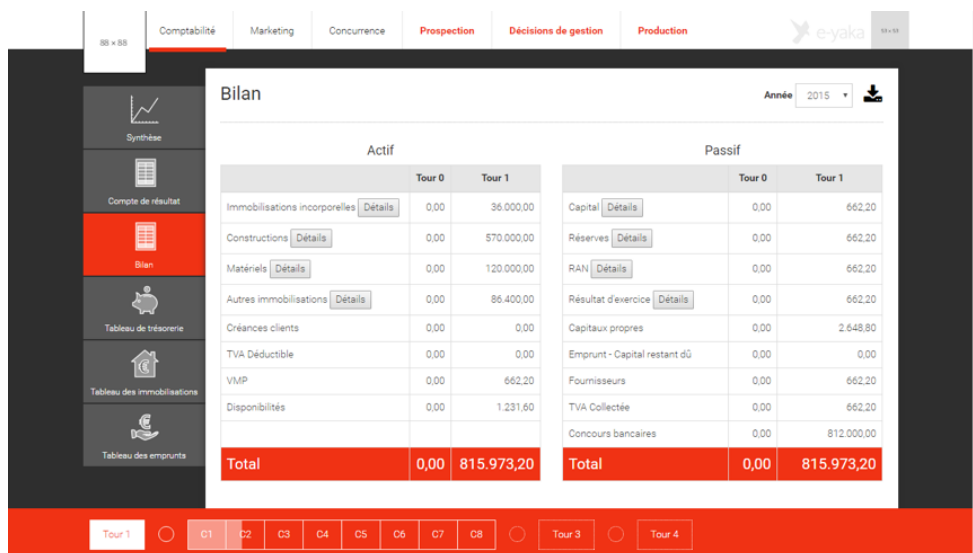 88 × 88 Comptabilité Marketing Concurrence Prospection Décisions de gestion Production e-yaka
Bilan Année 2015
Synthèse
Compte de résultat
Bilan
Tableau de trésorerie
Tableau des immobilisations
Tableau des emprunts
Actif
Tour 0 Tour 1
Immobilisations incorporelles Détails 0,00 36.000,00
Constructions Détails 0,00 570.000,00
Matériels Détails 0,00 120.000,00
Autres immobilisations Détails 0,00 86.400,00
Créances clients 0,00 0,00
TVA Déductible 0,00 0,00
VMP 0,00 662,20
Disponibilités 0,00 1.231,60
Total 0,00 815.973,20
Passif
Tour 0 Tour 1
Capital Détails 0,00 662,20
Réserves Détails 0,00 662,20
RAN Détails 0,00 662,20
Résultat d'exercice Détails 0,00 662,20
Capitaux propres 0,00 2.648,80
Emprunt - Capital restant dû 0,00 0,00
Fournisseurs 0,00 662,20
TVA Collectée 0,00 662,20
Concours bancaires 0,00 812.000,00
Total 0,00 815.973,20
Tour 1 C1 C2 C3 C4 C5 C6 C7 C8 Tour 3 Tour 4